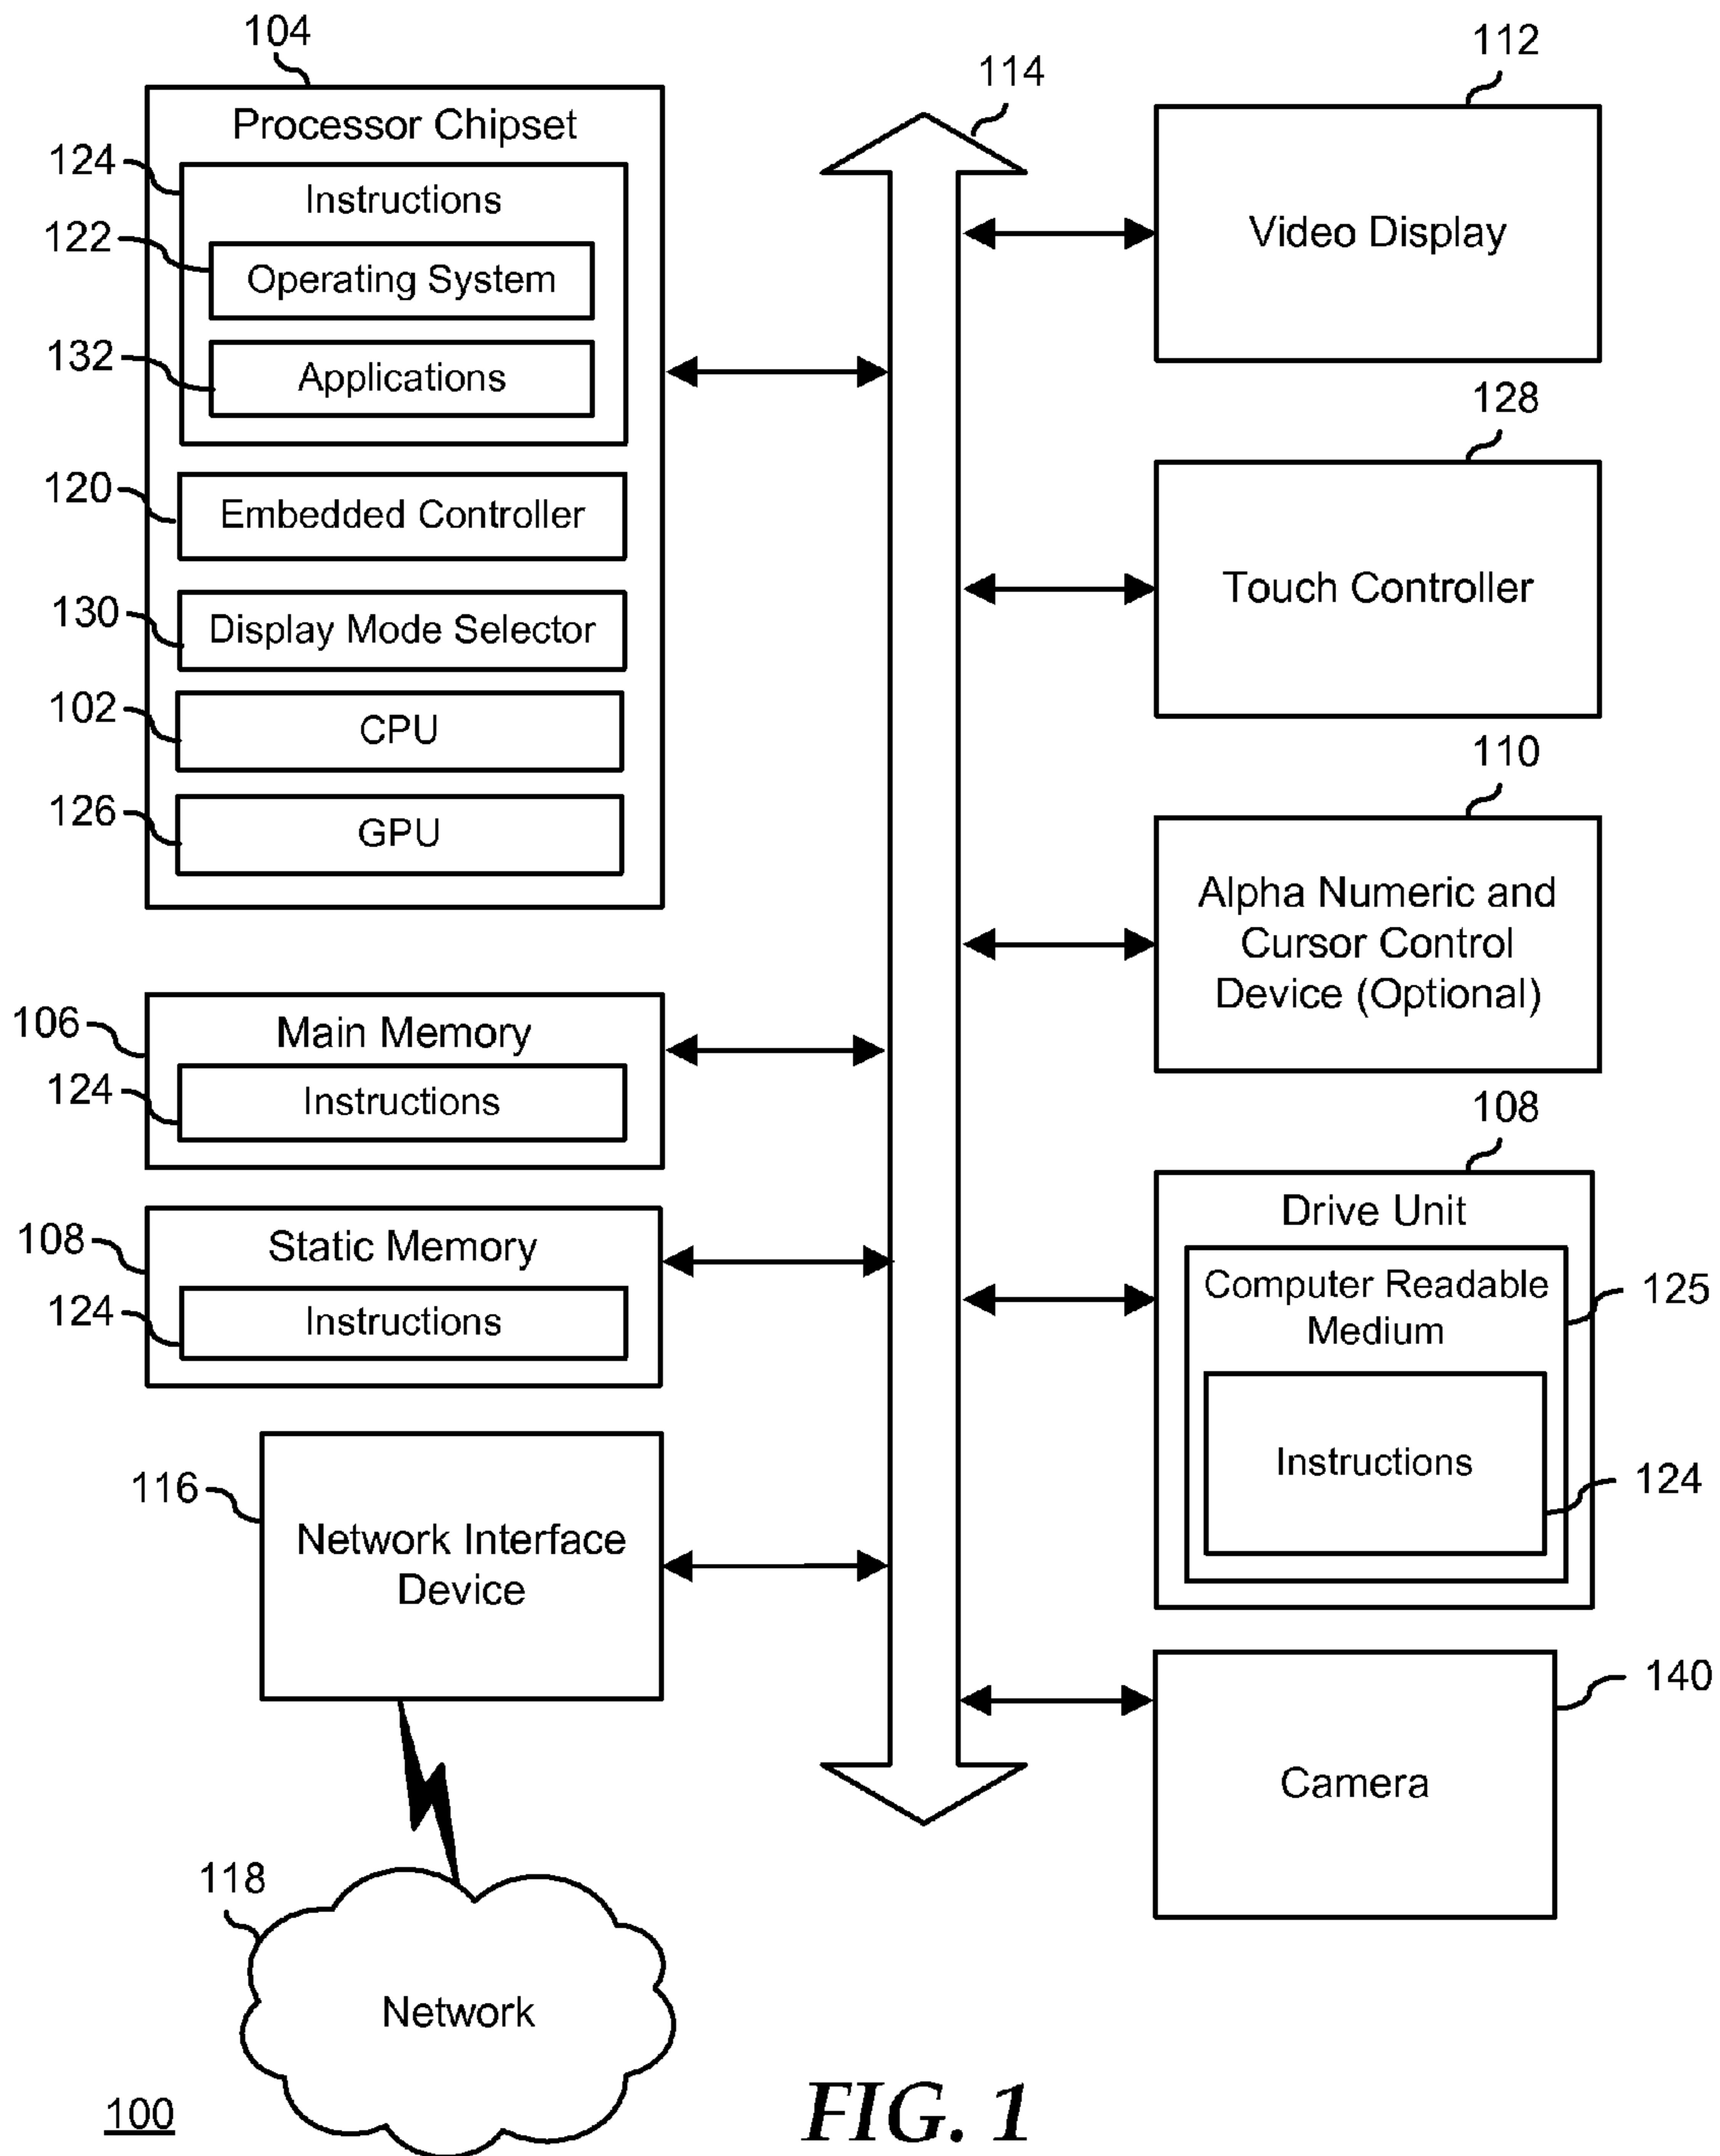 104
Processor Chipset
124
Instructions
122
Operating System
132
Applications
120
Embedded Controller
130
Display Mode Selector
102
CPU
126
GPU
106
Main Memory
124
Instructions
108
Static Memory
124
Instructions
116
Network Interface
Device
118
Network
100
114
112
Video Display
128
Touch Controller
110
Alpha Numeric and
Cursor Control
Device (Optional)
108
Drive Unit
Computer Readable
Medium
125
Instructions
124
140
Camera
FIG. 1